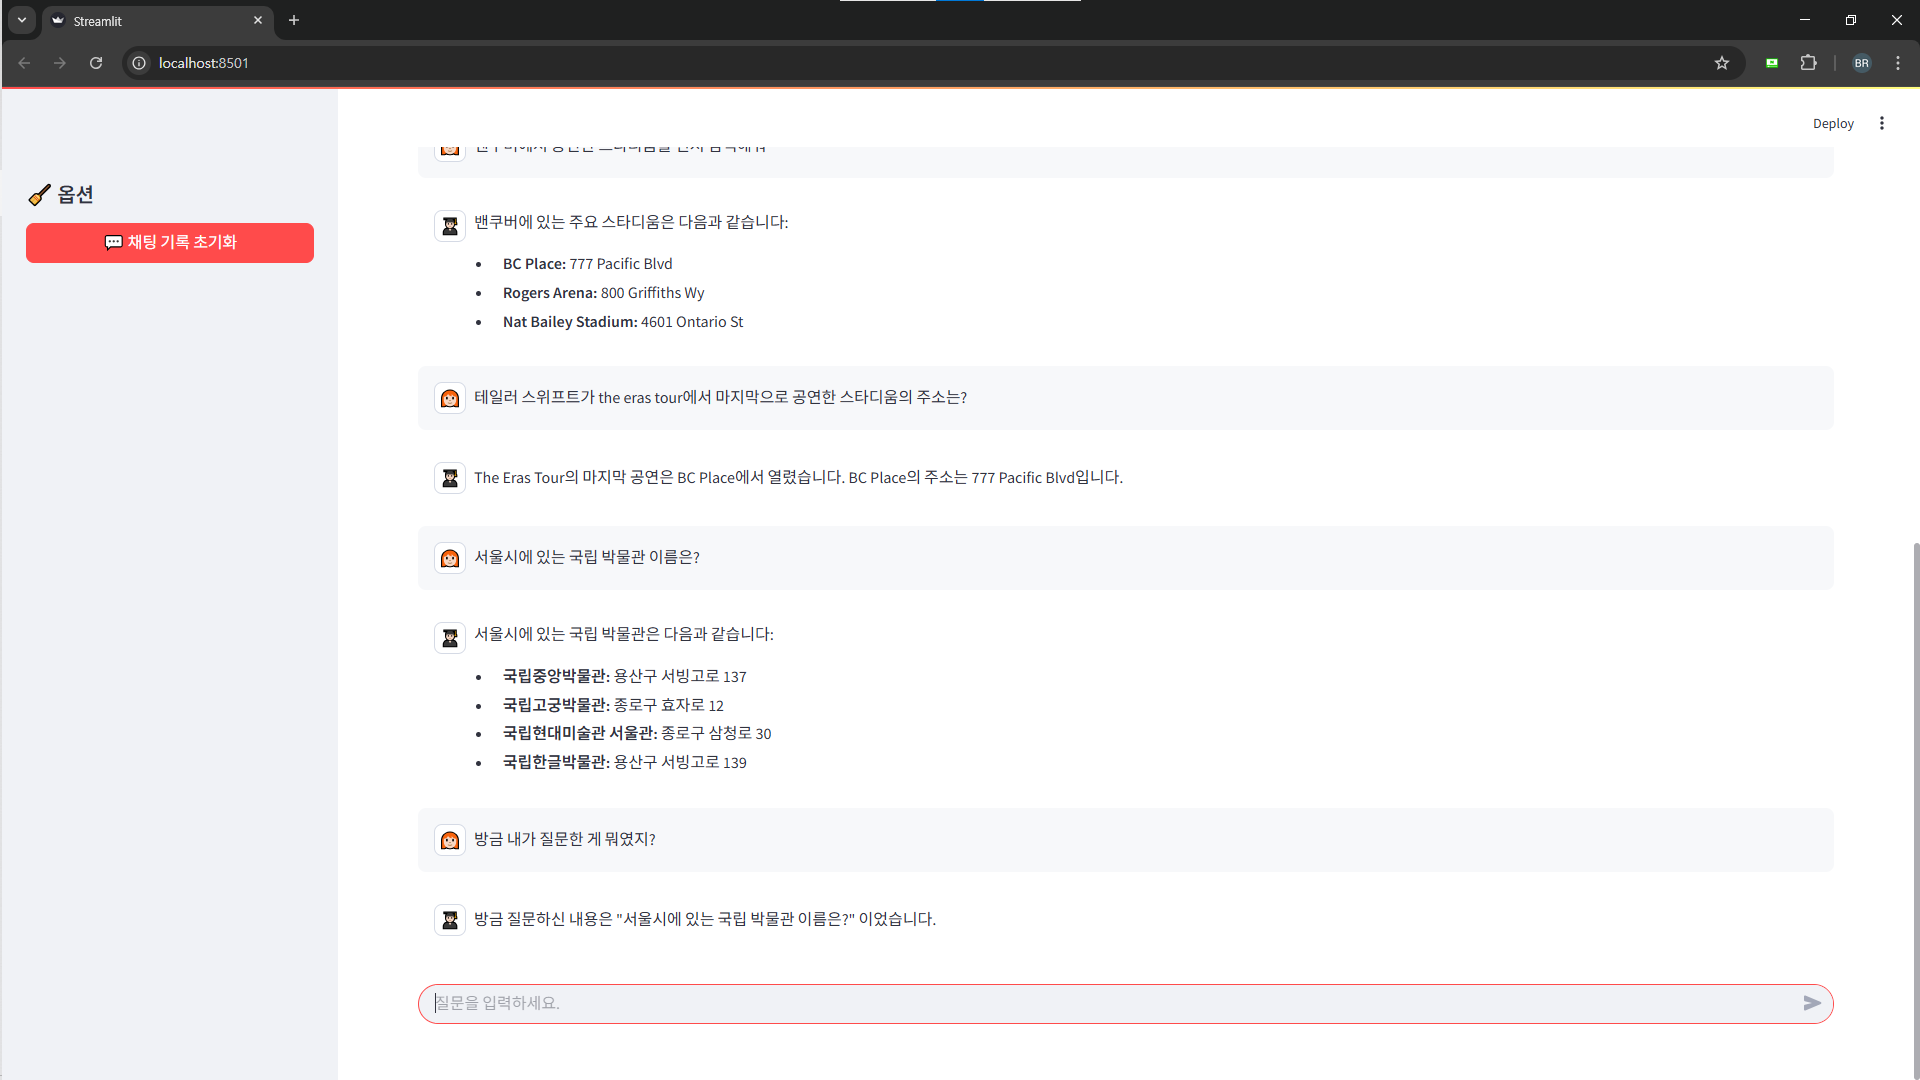 Streamlit
localhost:8501
BR
Deploy
옵션
채팅 기록 초기화
밴쿠버에 있는 주요 스타디움은 다음과 같습니다:
BC Place: 777 Pacific Blvd
Rogers Arena: 800 Griffiths Wy
Nat Bailey Stadium: 4601 Ontario St
테일러 스위프트가 the eras tour에서 마지막으로 공연한 스타디움의 주소는?
The Eras Tour의 마지막 공연은 BC Place에서 열렸습니다. BC Place의 주소는 777 Pacific Blvd입니다.
서울시에 있는 국립 박물관 이름은?
서울시에 있는 국립 박물관은 다음과 같습니다:
국립중앙박물관: 용산구 서빙고로 137
국립고궁박물관: 종로구 효자로 12
국립현대미술관 서울관: 종로구 삼청로 30
국립한글박물관: 용산구 서빙고로 139
방금 내가 질문한 게 뭐였지?
방금 질문하신 내용은 "서울시에 있는 국립 박물관 이름은?" 이었습니다.
질문을 입력하세요.